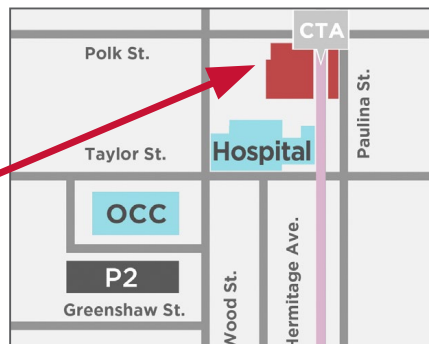 CTA
Polk St.
Paulina St.
Taylor St.
Hospital
OCC
P2
Greenshaw St.
Wood St.
Hermitage Ave.